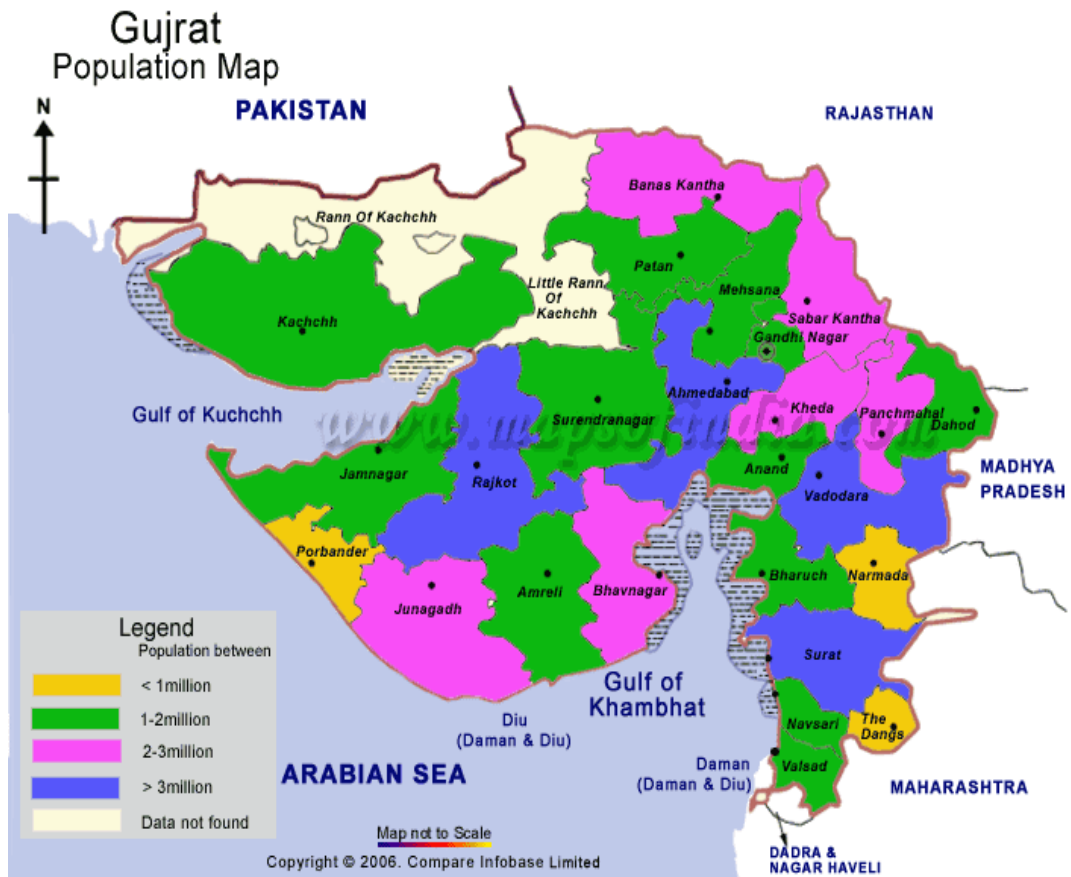 Gujrat
Population Map
N
PAKISTAN
RAJASTHAN
Banas Kantha
Rann Of Kachchh
Patan
Little Rann
Of
Kachchh
Mehsana
Sabar Kantha
Kachchh
Gandhi Nagar
Ahmedabad
Gulf of Kuchchh
Kheda
Panchmahal
Surendranagar
Dahod
www.mapsofindia.com
Anand
MADHYA
PRADESH
Jamnagar
Rajkot
Vadodara
Porbander
Bharuch
Narmada
Junagadh
Amreli
Bhavnagar
Legend
Population between
< 1million
1-2million
2-3million
> 3million
Data not found
Surat
Gulf of
Khambhat
Diu
(Daman & Diu)
Navsari
The
Dangs
Valsad
Daman
(Daman & Diu)
ARABIAN SEA
MAHARASHTRA
Map not to Scale
Copyright © 2006. Compare Infobase Limited
DADRA &
NAGAR HAVELI